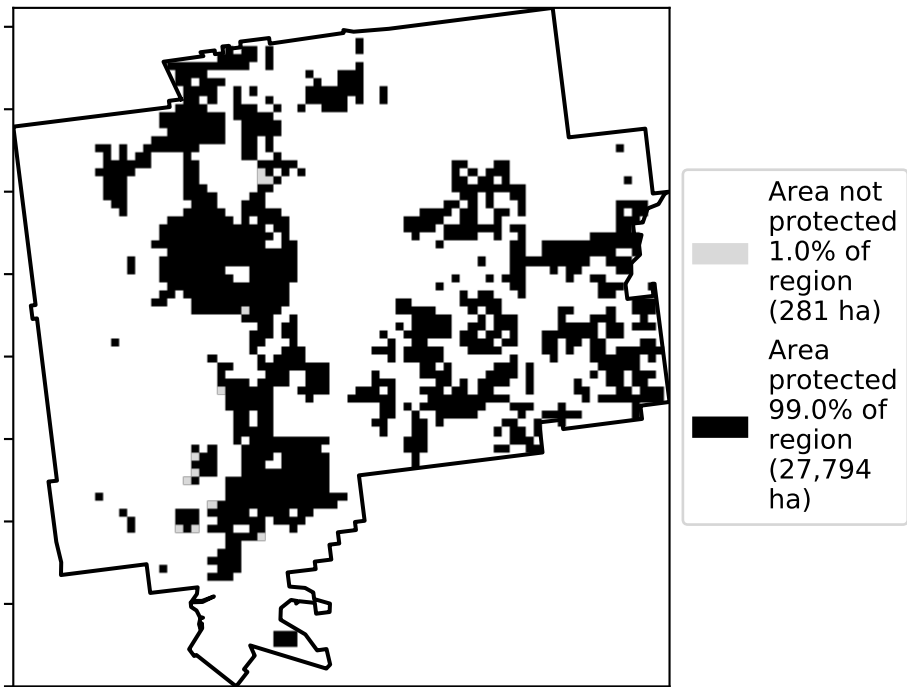 Area not
protected
1.0% of
region
(281 ha)
Area
protected
99.0% of
region
(27,794
ha)